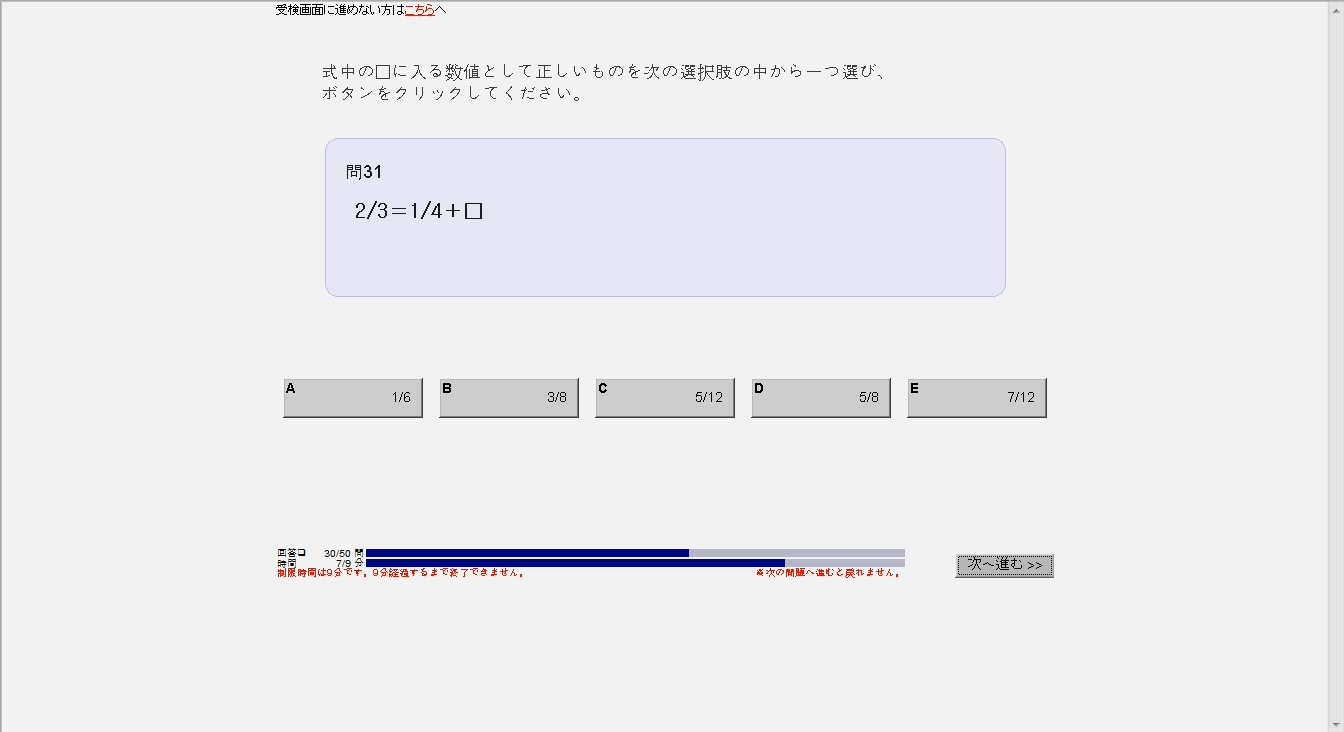 受検画面に進めない方はこちらへ
式中の□に入る数値として正しいものを次の選択肢の中から一つ選び、
ボタンをクリックしてください。
問31
2/3＝1/4＋□
A 1/6
B 3/8
C 5/12
D 5/8
E 7/12
回答 30/50 問
時間 7/9 分
制限時間は9分です。9分経過するまで終了できません。
※次の問題へ進むと戻れません。
次へ進む >>